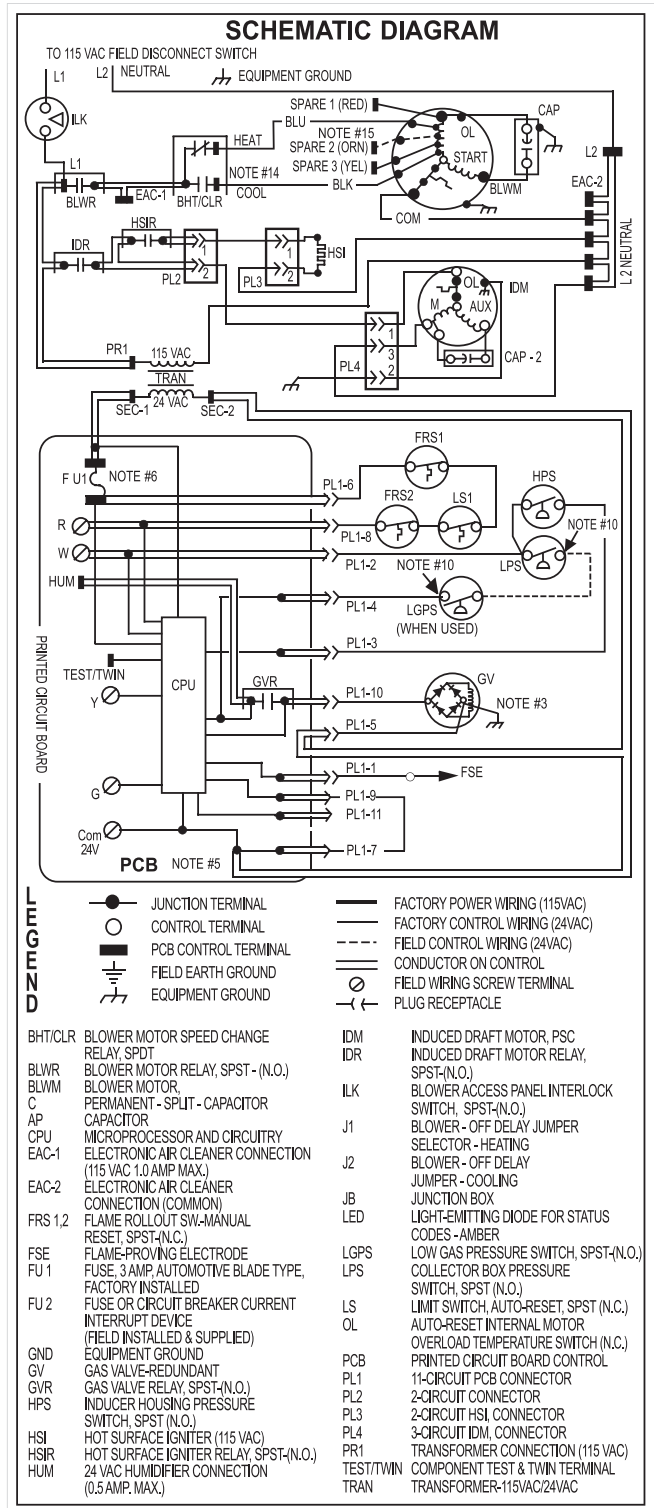 SCHEMATIC DIAGRAM
TO 115 VAC FIELD DISCONNECT SWITCH
L1
L2
NEUTRAL
EQUIPMENT GROUND
SPARE 1 (RED)
BLU
NOTE #15
SPARE 2 (ORN)
SPARE 3 (YEL)
OL
CAP
ILK
HEAT
START
L2
L1
NOTE #14
COOL
BLK
BLWM
BLWR
EAC-1
BHT/CLR
EAC-2
COM
HSIR
IDR
1
2
PL2
1
2
PL3
HSI
L2 NEUTRAL
OL
IDM
M
AUX
1
3
2
PL4
CAP - 2
PR1
115 VAC
TRAN
24 VAC
SEC-1
SEC-2
FRS1
F U1
NOTE #6
PL1-6
FRS2
LS1
HPS
R
PL1-8
NOTE #10
W
PL1-2
NOTE #10
LPS
HUM
PL1-4
LGPS
(WHEN USED)
PL1-3
PRINTED CIRCUIT BOARD
TEST/TWIN
CPU
GVR
GV
Y
PL1-10
NOTE #3
PL1-5
PL1-1
FSE
G
PL1-9
PL1-11
Com
24V
PL1-7
PCB
NOTE #5
LEGEND
JUNCTION TERMINAL
CONTROL TERMINAL
PCB CONTROL TERMINAL
FIELD EARTH GROUND
EQUIPMENT GROUND
FACTORY POWER WIRING (115VAC)
FACTORY CONTROL WIRING (24VAC)
FIELD CONTROL WIRING (24VAC)
CONDUCTOR ON CONTROL
FIELD WIRING SCREW TERMINAL
PLUG RECEPTACLE
BHT/CLR BLOWER MOTOR SPEED CHANGE
RELAY, SPDT
BLWR BLOWER MOTOR RELAY, SPST - (N.O.)
BLWM BLOWER MOTOR,
C PERMANENT - SPLIT - CAPACITOR
AP CAPACITOR
CPU MICROPROCESSOR AND CIRCUITRY
EAC-1 ELECTRONIC AIR CLEANER CONNECTION
(115 VAC 1.0 AMP MAX.)
EAC-2 ELECTRONIC AIR CLEANER
CONNECTION (COMMON)
FRS 1,2 FLAME ROLLOUT SW.-MANUAL
RESET, SPST-(N.C.)
FSE FLAME-PROVING ELECTRODE
FU 1 FUSE, 3 AMP, AUTOMOTIVE BLADE TYPE,
FACTORY INSTALLED
FU 2 FUSE OR CIRCUIT BREAKER CURRENT
INTERRUPT DEVICE
(FIELD INSTALLED & SUPPLIED)
GND EQUIPMENT GROUND
GV GAS VALVE-REDUNDANT
GVR GAS VALVE RELAY, SPST-(N.O.)
HPS INDUCER HOUSING PRESSURE
SWITCH, SPST (N.O.)
HSI HOT SURFACE IGNITER (115 VAC)
HSIR HOT SURFACE IGNITER RELAY, SPST-(N.O.)
HUM 24 VAC HUMIDIFIER CONNECTION
(0.5 AMP. MAX.)
IDM INDUCED DRAFT MOTOR, PSC
IDR INDUCED DRAFT MOTOR RELAY,
SPST-(N.O.)
ILK BLOWER ACCESS PANEL INTERLOCK
SWITCH, SPST-(N.O.)
J1 BLOWER - OFF DELAY JUMPER
SELECTOR - HEATING
J2 BLOWER - OFF DELAY
JUMPER - COOLING
JB JUNCTION BOX
LED LIGHT-EMITTING DIODE FOR STATUS
CODES - AMBER
LGPS LOW GAS PRESSURE SWITCH, SPST-(N.O.)
LPS COLLECTOR BOX PRESSURE
SWITCH, SPST (N.O.)
LS LIMIT SWITCH, AUTO-RESET, SPST (N.C.)
OL AUTO-RESET INTERNAL MOTOR
OVERLOAD TEMPERATURE SWITCH (N.C.)
PCB PRINTED CIRCUIT BOARD CONTROL
PL1 11-CIRCUIT PCB CONNECTOR
PL2 2-CIRCUIT CONNECTOR
PL3 2-CIRCUIT HSI, CONNECTOR
PL4 3-CIRCUIT IDM, CONNECTOR
PR1 TRANSFORMER CONNECTION (115 VAC)
TEST/TWIN COMPONENT TEST & TWIN TERMINAL
TRAN TRANSFORMER-115VAC/24VAC